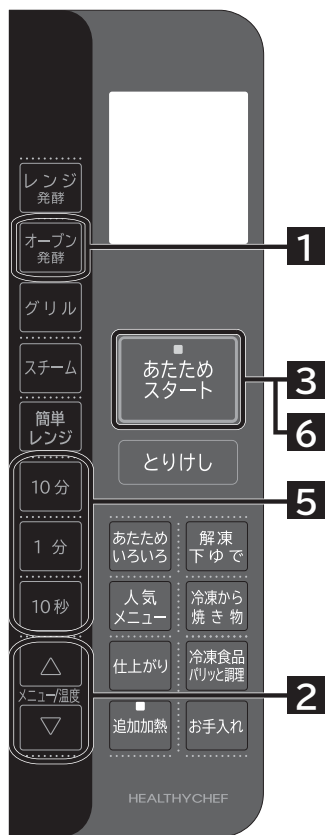 レンジ
発酵
オーブン
発酵
1
グリル
スチーム
あたため
スタート
3
6
簡単
レンジ
とりけし
10分
5
1分
10秒
あたため
いろいろ
解凍
下ゆで
人気
メニュー
冷凍から
焼き物
△
メニュー/温度
▽
2
仕上がり
冷凍食品
パリッと調理
追加加熱
お手入れ
HEALTHYCHEF